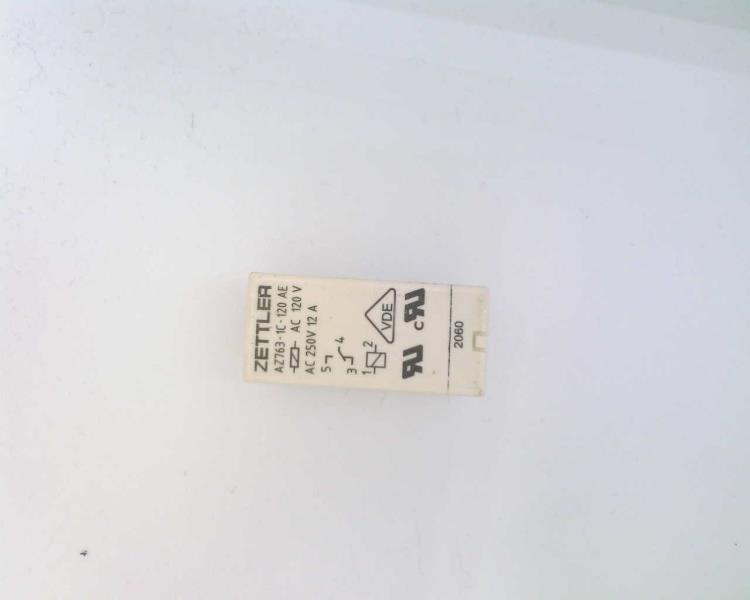 ZETTLER
AZ763-1C-120 AE
AC 120 V
AC 250V 12 A
5
3 4
1 2
VDE
c
2060